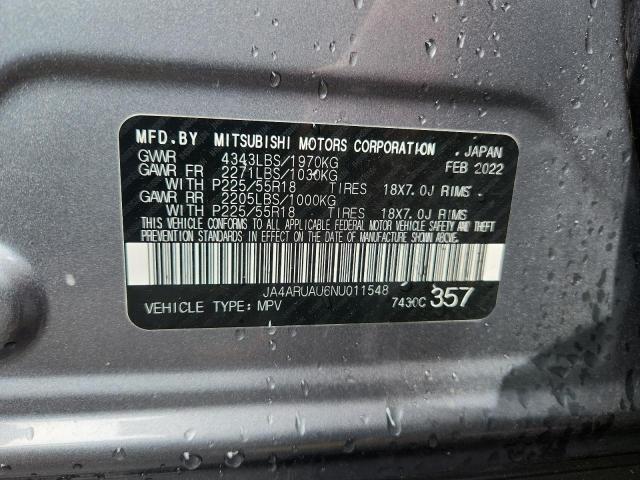 MFD.BY MITSUBISHI MOTORS CORPORATION JAPAN
GVWR 4343LBS/1970KG FEB 2022
GAWR FR 2271LBS/1030KG
WITH P225/55R18 TIRES 18X7.0J RIMS
GAWR RR 2205LBS/1000KG
WITH P225/55R18 TIRES 18X7.0J RIMS
THIS VEHICLE CONFORMS TO ALL APPLICABLE FEDERAL MOTOR VEHICLE SAFETY AND THEFT
PREVENTION STANDARDS IN EFFECT ON THE DATE OF MANUFACTURE SHOWN ABOVE.
JA4ARUAU6NU011548
VEHICLE TYPE: MPV 7430C 357